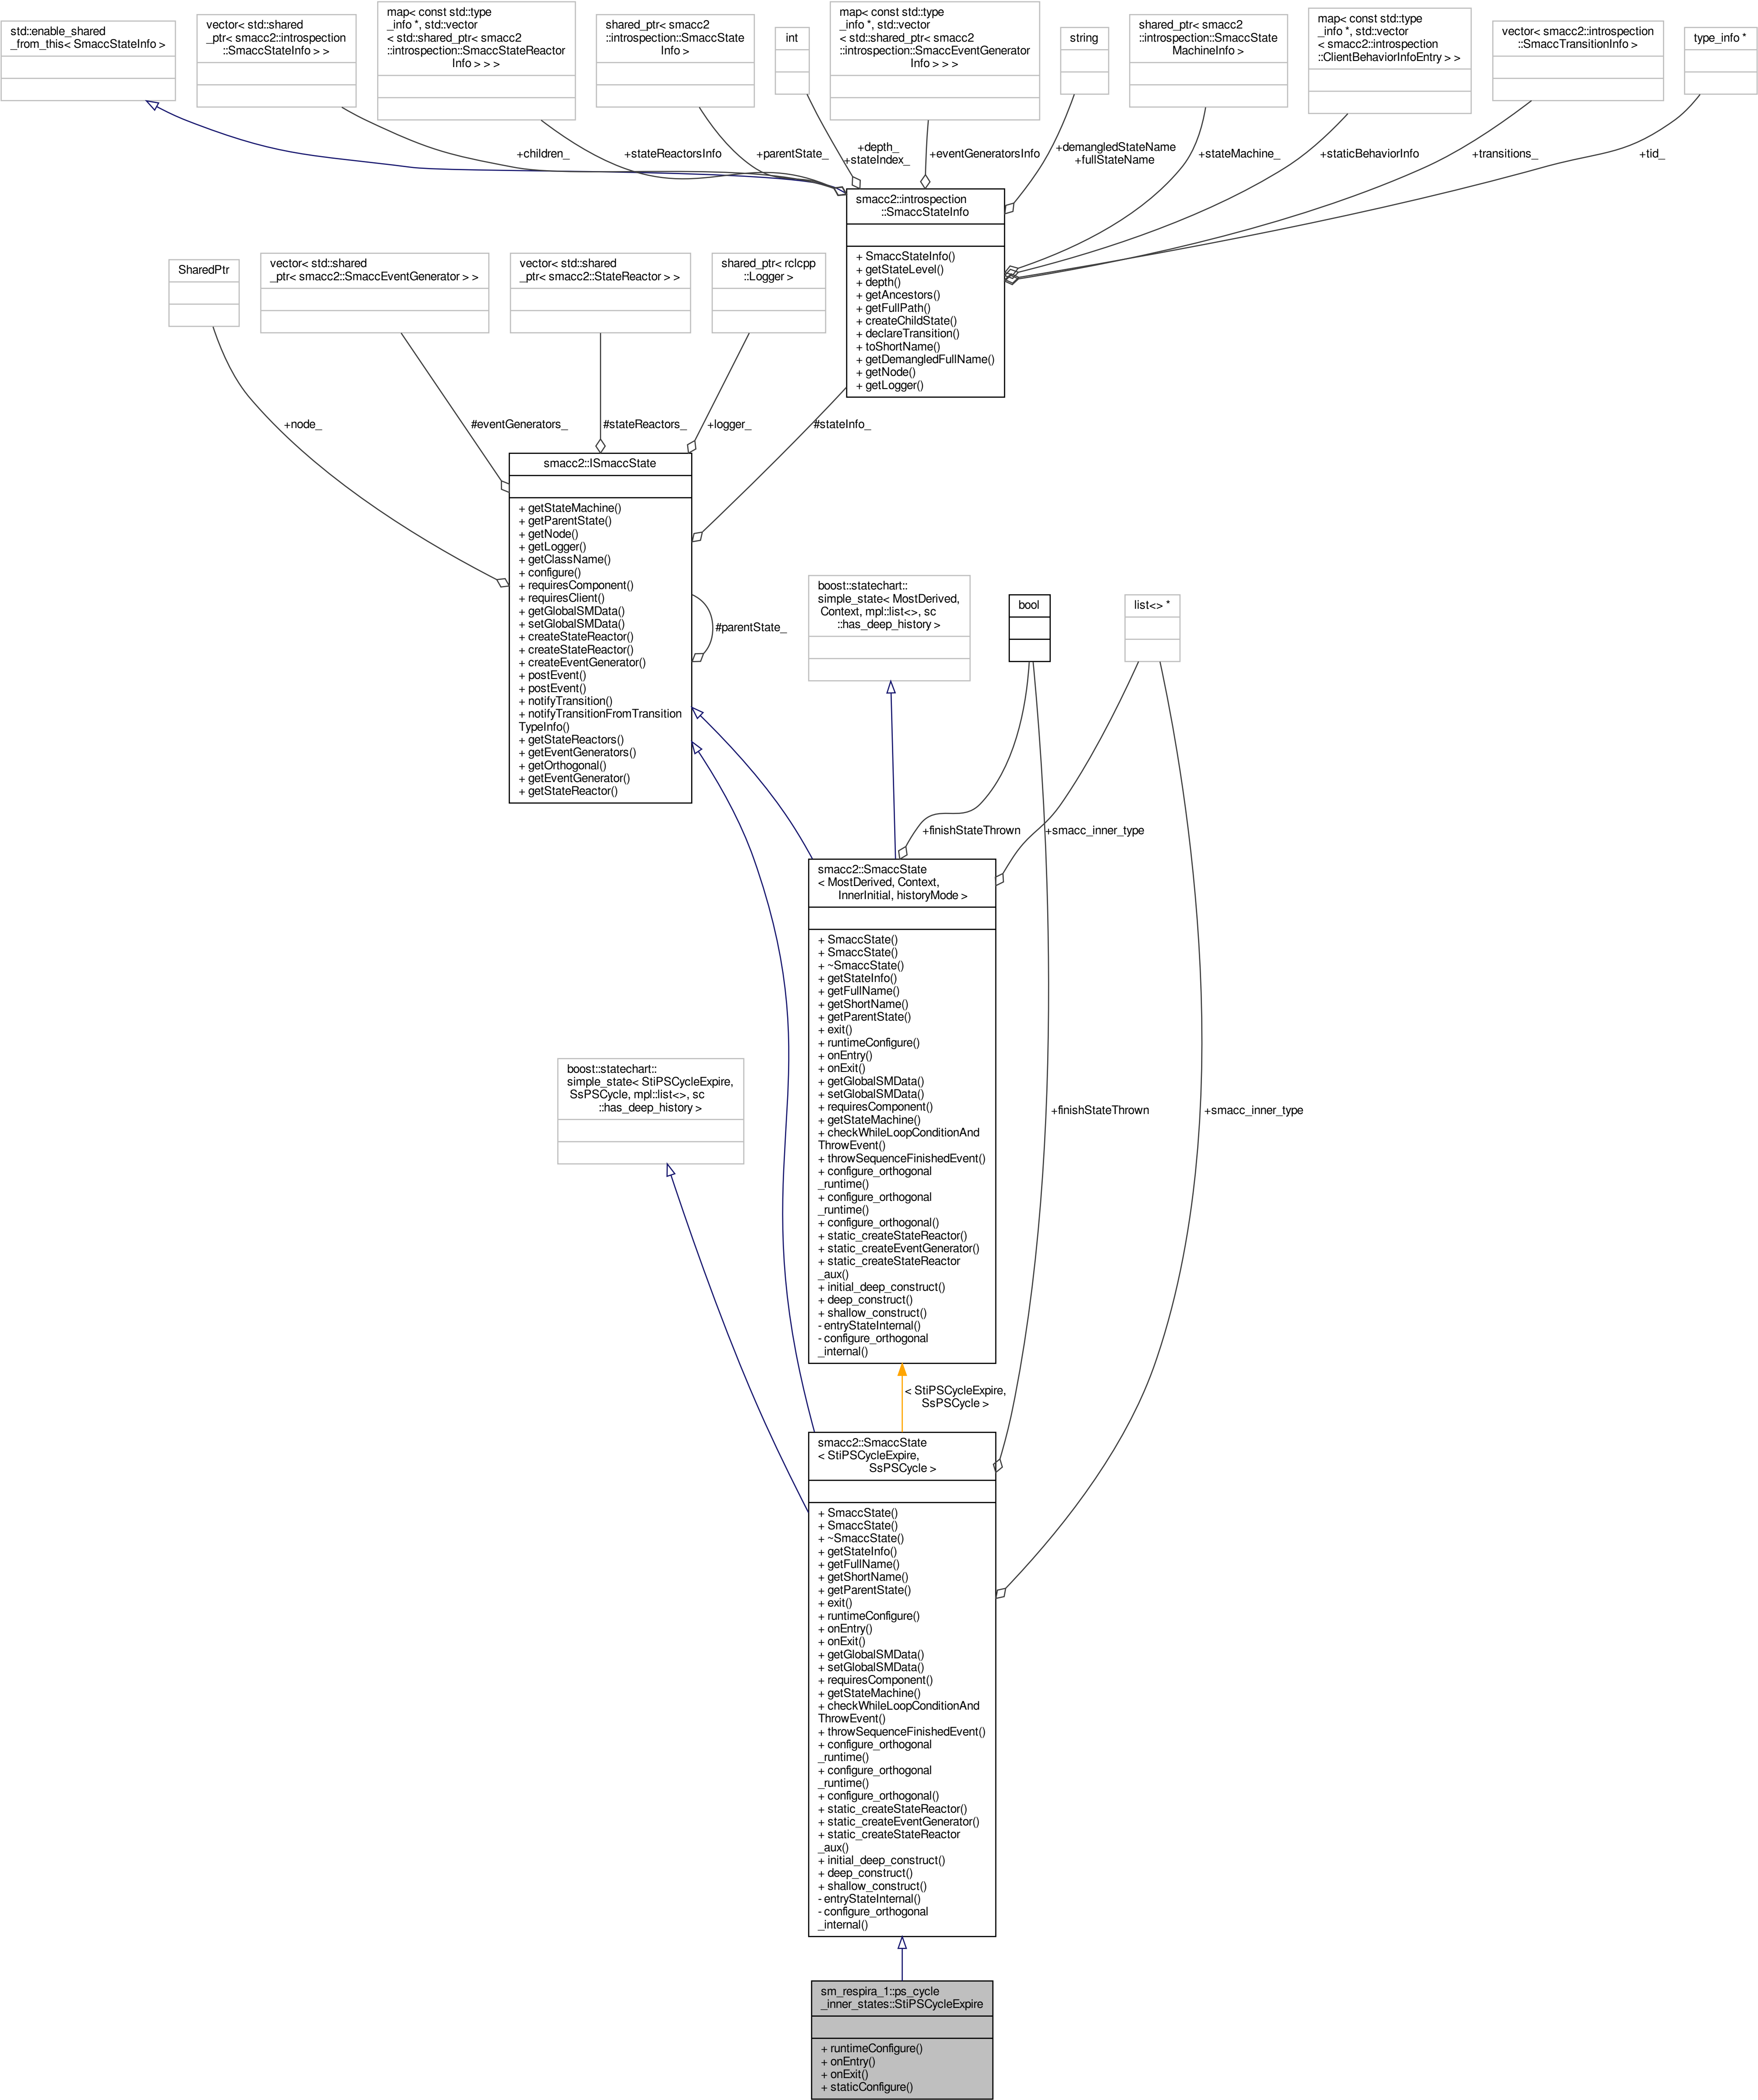 std::enable_shared
_from_this< SmaccStateInfo >
vector< std::shared
_ptr< smacc2::introspection
::SmaccStateInfo > >
map< const std::type
_info *, std::vector
< std::shared_ptr< smacc2
::introspection::SmaccStateReactor
Info > > >
shared_ptr< smacc2
::introspection::SmaccState
Info >
int
map< const std::type
_info *, std::vector
< std::shared_ptr< smacc2
::introspection::SmaccEventGenerator
Info > > >
string
shared_ptr< smacc2
::introspection::SmaccState
MachineInfo >
map< const std::type
_info *, std::vector
< smacc2::introspection
::ClientBehaviorInfoEntry > >
vector< smacc2::introspection
::SmaccTransitionInfo >
type_info *
+children_
+stateReactorsInfo
+parentState_
+depth_
+stateIndex_
+eventGeneratorsInfo
+demangledStateName
+fullStateName
+stateMachine_
+staticBehaviorInfo
+transitions_
+tid_
smacc2::introspection
::SmaccStateInfo
+ SmaccStateInfo()
+ getStateLevel()
+ depth()
+ getAncestors()
+ getFullPath()
+ createChildState()
+ declareTransition()
+ toShortName()
+ getDemangledFullName()
+ getNode()
+ getLogger()
SharedPtr
vector< std::shared
_ptr< smacc2::SmaccEventGenerator > >
vector< std::shared
_ptr< smacc2::StateReactor > >
shared_ptr< rclcpp
::Logger >
+node_
#eventGenerators_
#stateReactors_
+logger_
#stateInfo_
smacc2::ISmaccState
+ getStateMachine()
+ getParentState()
+ getNode()
+ getLogger()
+ getClassName()
+ configure()
+ requiresComponent()
+ requiresClient()
+ getGlobalSMData()
+ setGlobalSMData()
+ createStateReactor()
+ createStateReactor()
+ createEventGenerator()
+ postEvent()
+ postEvent()
+ notifyTransition()
+ notifyTransitionFromTransition
TypeInfo()
+ getStateReactors()
+ getEventGenerators()
+ getOrthogonal()
+ getEventGenerator()
+ getStateReactor()
#parentState_
boost::statechart::
simple_state< MostDerived,
Context, mpl::list<>, sc
::has_deep_history >
bool
list<> *
+finishStateThrown
+smacc_inner_type
smacc2::SmaccState
< MostDerived, Context,
InnerInitial, historyMode >
+ SmaccState()
+ SmaccState()
+ ~SmaccState()
+ getStateInfo()
+ getFullName()
+ getShortName()
+ getParentState()
+ exit()
+ runtimeConfigure()
+ onEntry()
+ onExit()
+ getGlobalSMData()
+ setGlobalSMData()
+ requiresComponent()
+ getStateMachine()
+ checkWhileLoopConditionAnd
ThrowEvent()
+ throwSequenceFinishedEvent()
+ configure_orthogonal
_runtime()
+ configure_orthogonal
_runtime()
+ configure_orthogonal()
+ static_createStateReactor()
+ static_createEventGenerator()
+ static_createStateReactor
_aux()
+ initial_deep_construct()
+ deep_construct()
+ shallow_construct()
- entryStateInternal()
- configure_orthogonal
_internal()
boost::statechart::
simple_state< StiPSCycleExpire,
SsPSCycle, mpl::list<>, sc
::has_deep_history >
+finishStateThrown
+smacc_inner_type
< StiPSCycleExpire,
SsPSCycle >
smacc2::SmaccState
< StiPSCycleExpire,
SsPSCycle >
+ SmaccState()
+ SmaccState()
+ ~SmaccState()
+ getStateInfo()
+ getFullName()
+ getShortName()
+ getParentState()
+ exit()
+ runtimeConfigure()
+ onEntry()
+ onExit()
+ getGlobalSMData()
+ setGlobalSMData()
+ requiresComponent()
+ getStateMachine()
+ checkWhileLoopConditionAnd
ThrowEvent()
+ throwSequenceFinishedEvent()
+ configure_orthogonal
_runtime()
+ configure_orthogonal
_runtime()
+ configure_orthogonal()
+ static_createStateReactor()
+ static_createEventGenerator()
+ static_createStateReactor
_aux()
+ initial_deep_construct()
+ deep_construct()
+ shallow_construct()
- entryStateInternal()
- configure_orthogonal
_internal()
sm_respira_1::ps_cycle
_inner_states::StiPSCycleExpire
+ runtimeConfigure()
+ onEntry()
+ onExit()
+ staticConfigure()